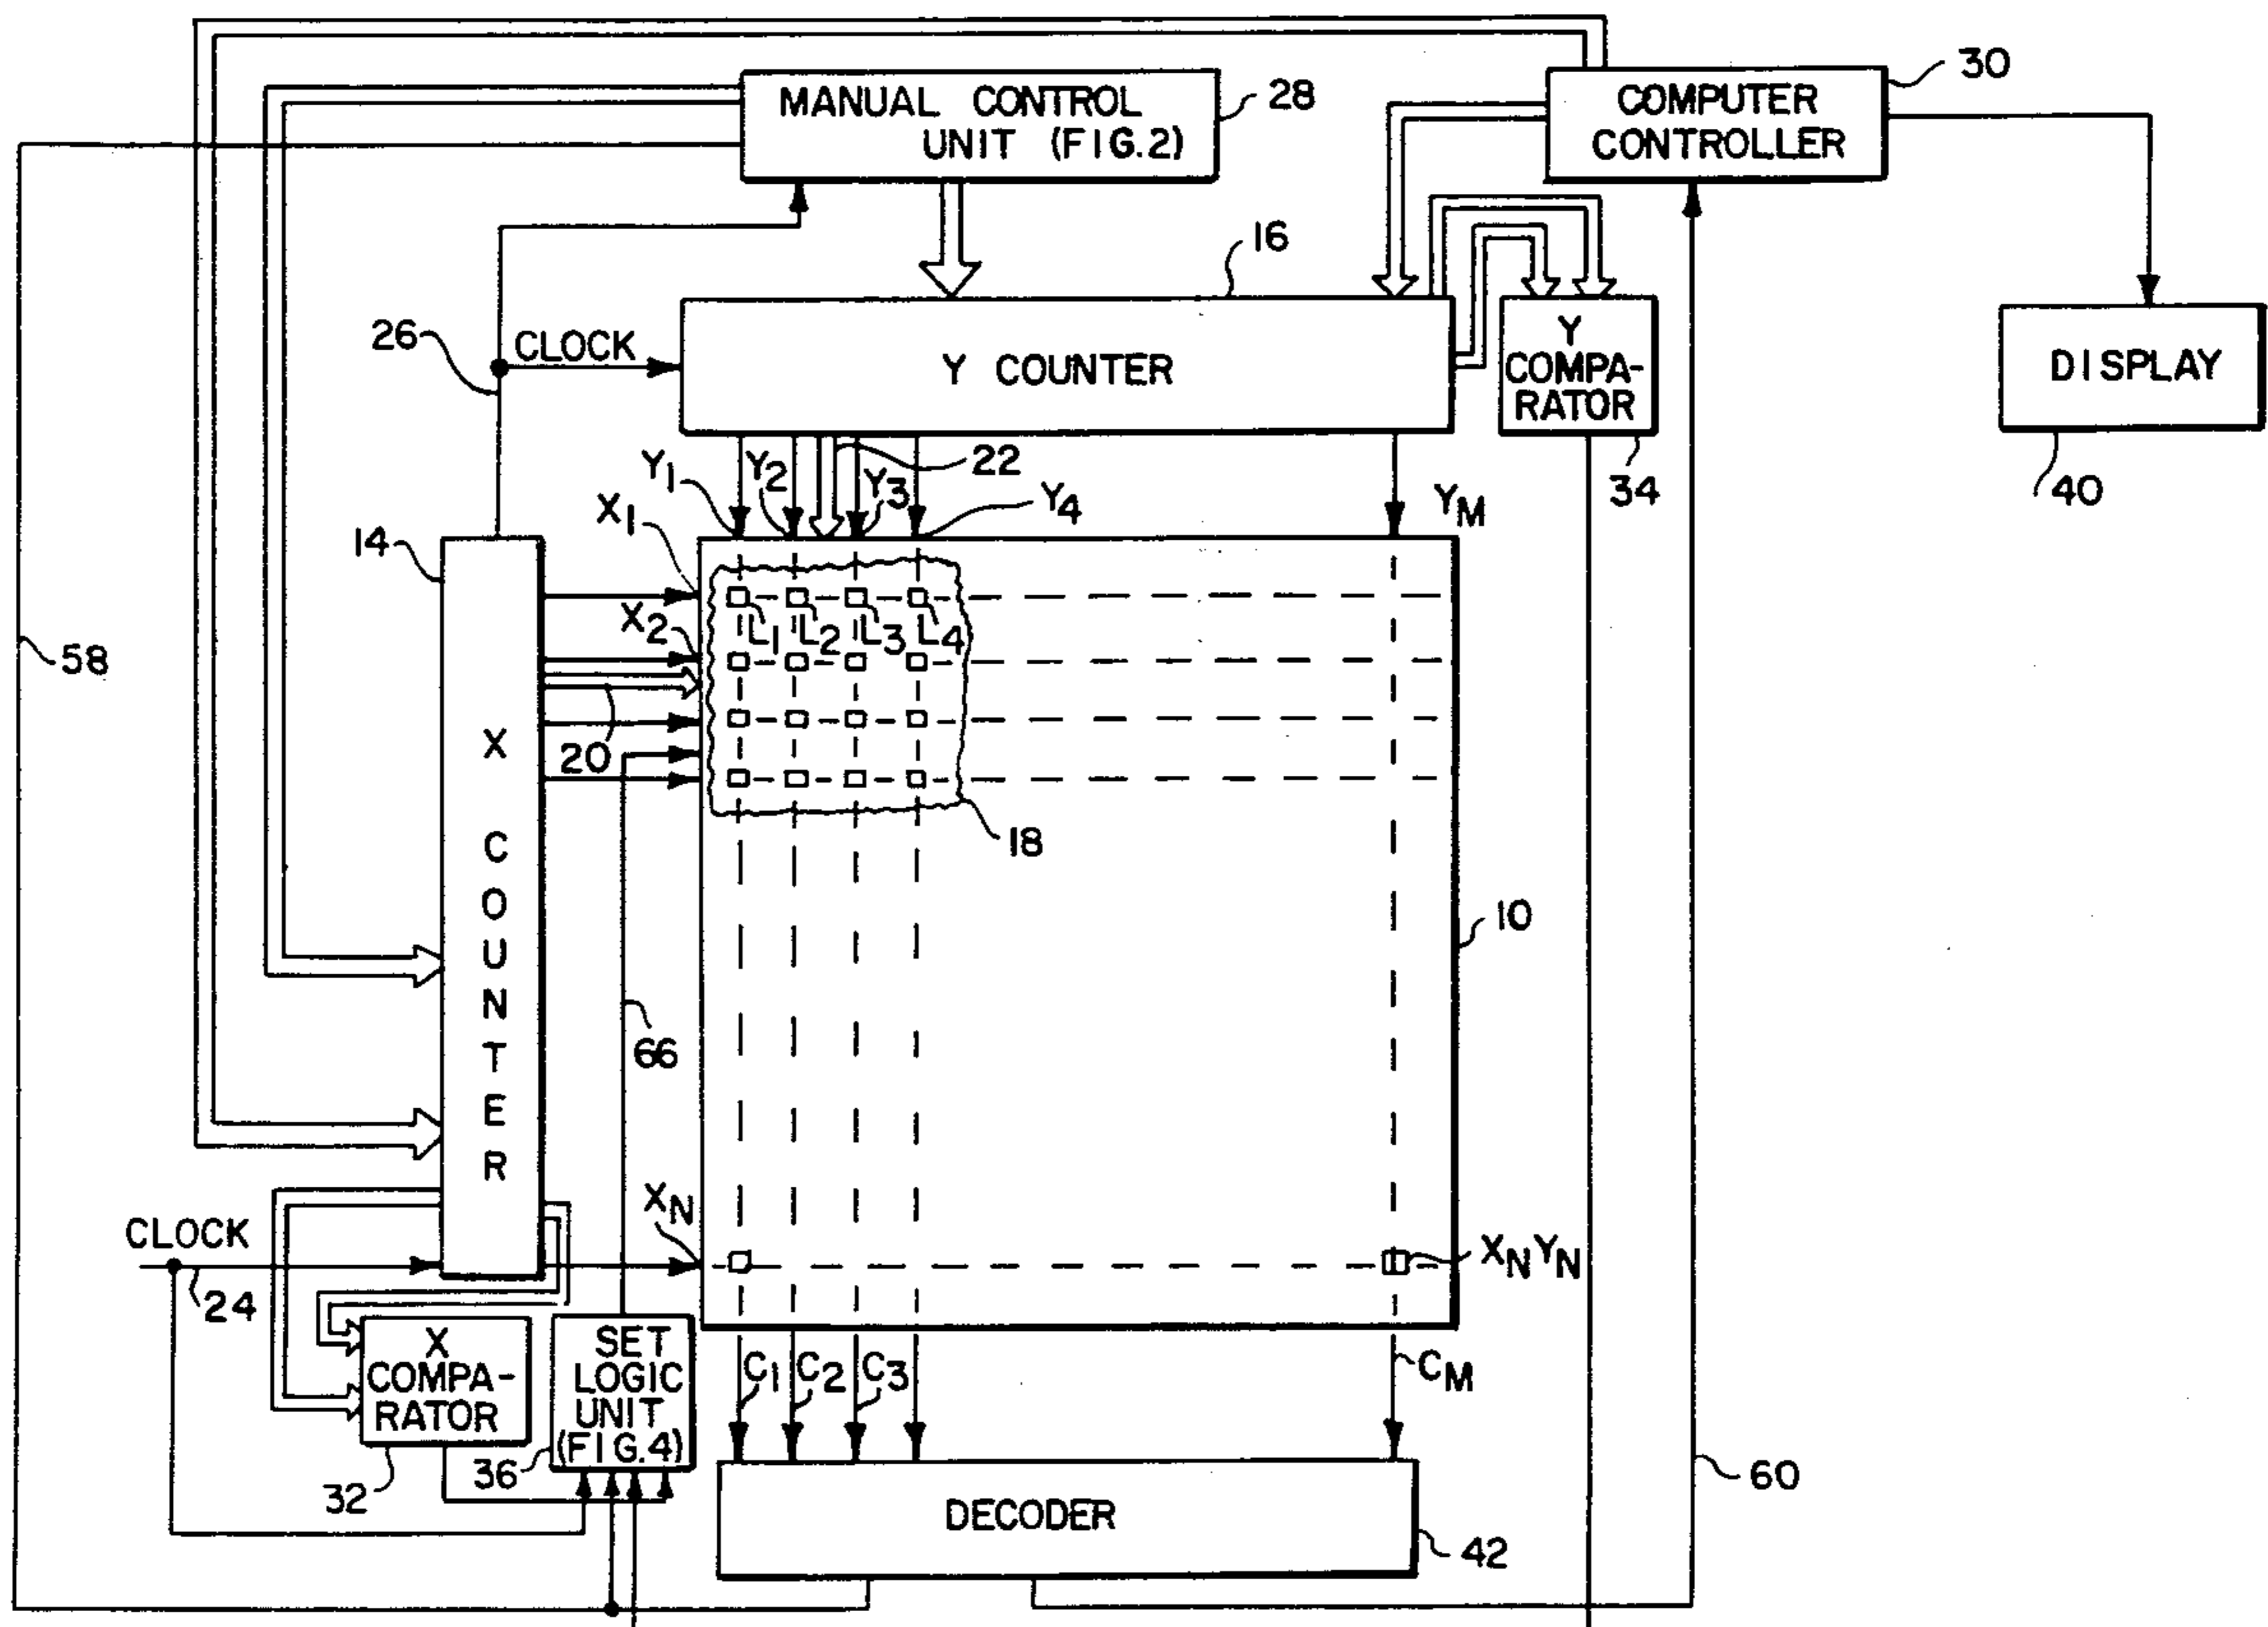 MANUAL CONTROL
UNIT (FIG.2)
28
COMPUTER
CONTROLLER
30
16
26
CLOCK
Y COUNTER
Y
COMPA-
RATOR
34
DISPLAY
40
Y1
Y2
22
Y3
Y4
YM
X1
14
X2
58
L1
L2
L3
L4
20
X
COUNTER
18
10
66
XN
CLOCK
24
XNYN
X
COMPA-
RATOR
32
SET
LOGIC
UNIT
(FIG.4)
36
C1
C2
C3
CM
60
DECODER
42